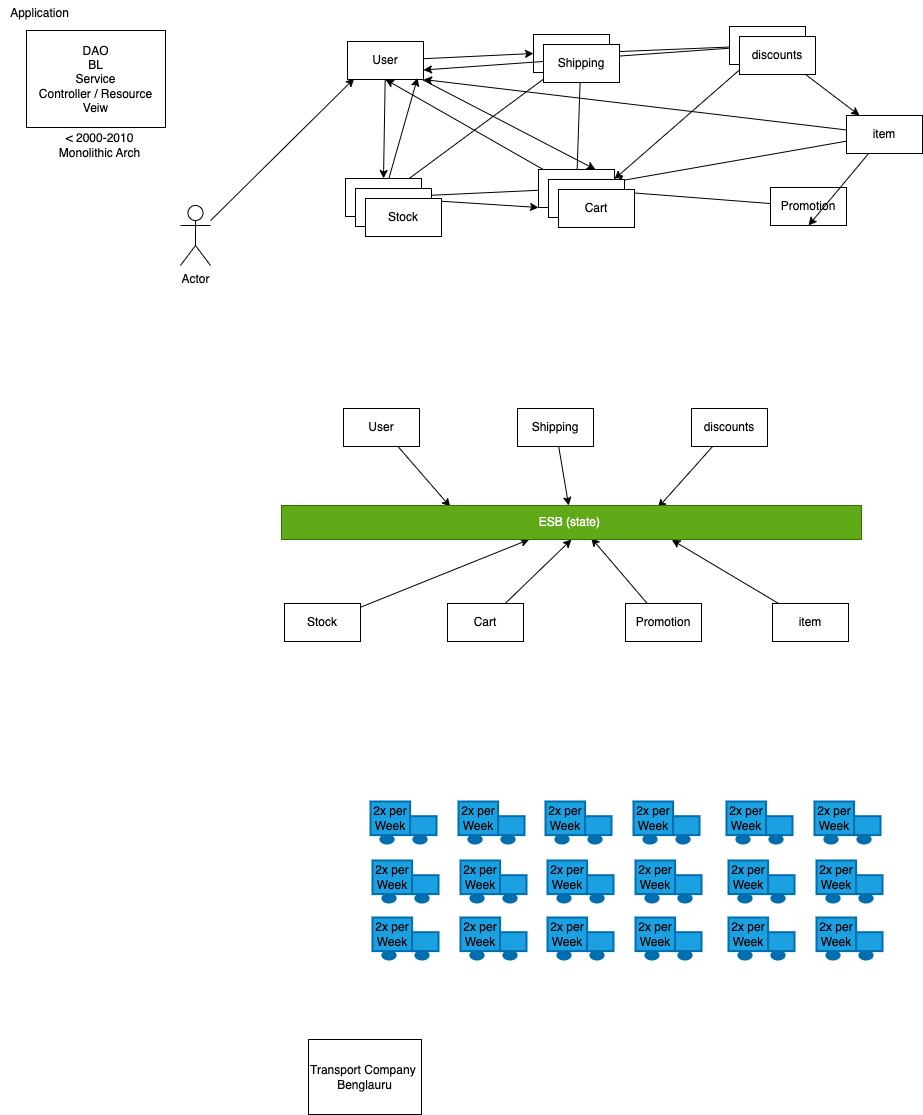 Application
DAO
BL
Service
Controller / Resource
Veiw
< 2000-2010
Monolithic Arch
User
Shipping
discounts
item
Stock
Cart
Promotion
Actor
User
Shipping
discounts
ESB (state)
Stock
Cart
Promotion
item
2x per
Week
2x per
Week
2x per
Week
2x per
Week
2x per
Week
2x per
Week
2x per
Week
2x per
Week
2x per
Week
2x per
Week
2x per
Week
2x per
Week
2x per
Week
2x per
Week
2x per
Week
2x per
Week
2x per
Week
2x per
Week
Transport Company
Benglauru